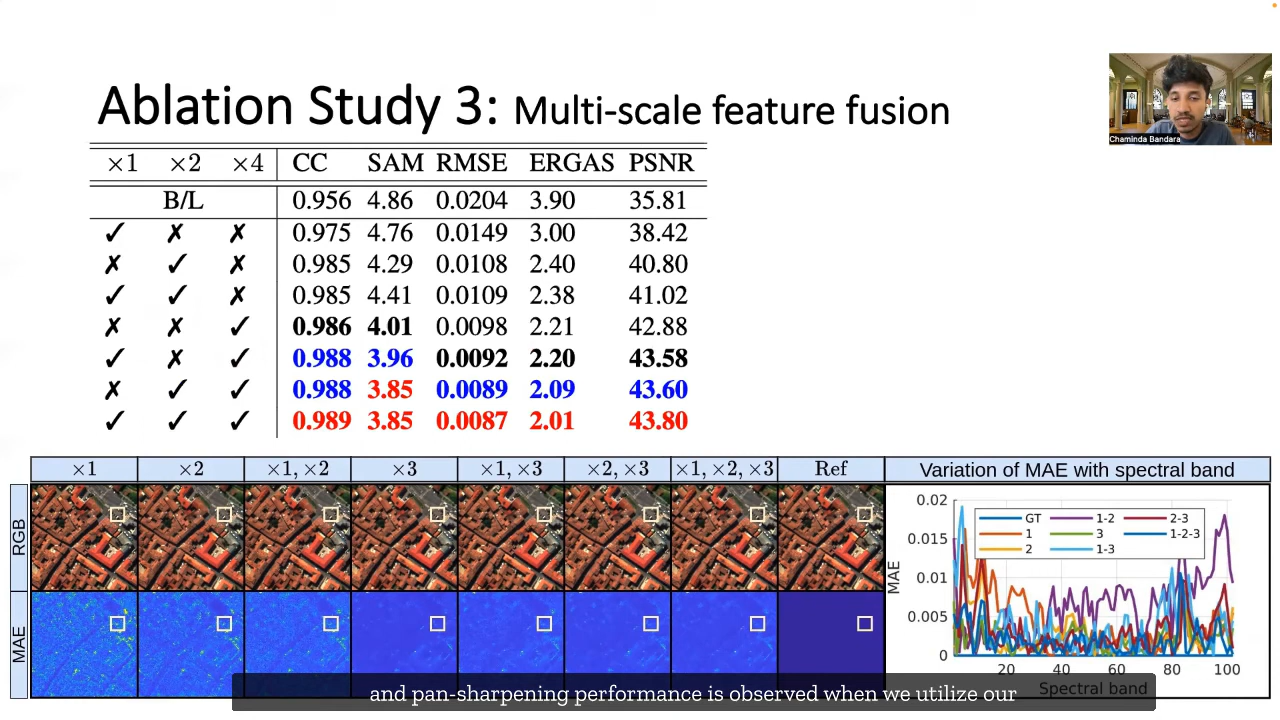 Ablation Study 3: Multi-scale feature fusion
Chaminda Bandara
×1 ×2 ×4 CC SAM RMSE ERGAS PSNR
B/L 0.956 4.86 0.0204 3.90 35.81
✓ ✗ ✗ 0.975 4.76 0.0149 3.00 38.42
✗ ✓ ✗ 0.985 4.29 0.0108 2.40 40.80
✓ ✓ ✗ 0.985 4.41 0.0109 2.38 41.02
✗ ✗ ✓ 0.986 4.01 0.0098 2.21 42.88
✓ ✗ ✓ 0.988 3.96 0.0092 2.20 43.58
✗ ✓ ✓ 0.988 3.85 0.0089 2.09 43.60
✓ ✓ ✓ 0.989 3.85 0.0087 2.01 43.80
×1 ×2 ×1, ×2 ×3 ×1, ×3 ×2, ×3 ×1, ×2, ×3 Ref Variation of MAE with spectral band
RGB
MAE
MAE
0.02
0.015
0.01
0.005
0
GT 1-2 2-3
1 3 1-2-3
2 1-3
20 40 60 80 100
Spectral band
and pan-sharpening performance is observed when we utilize our